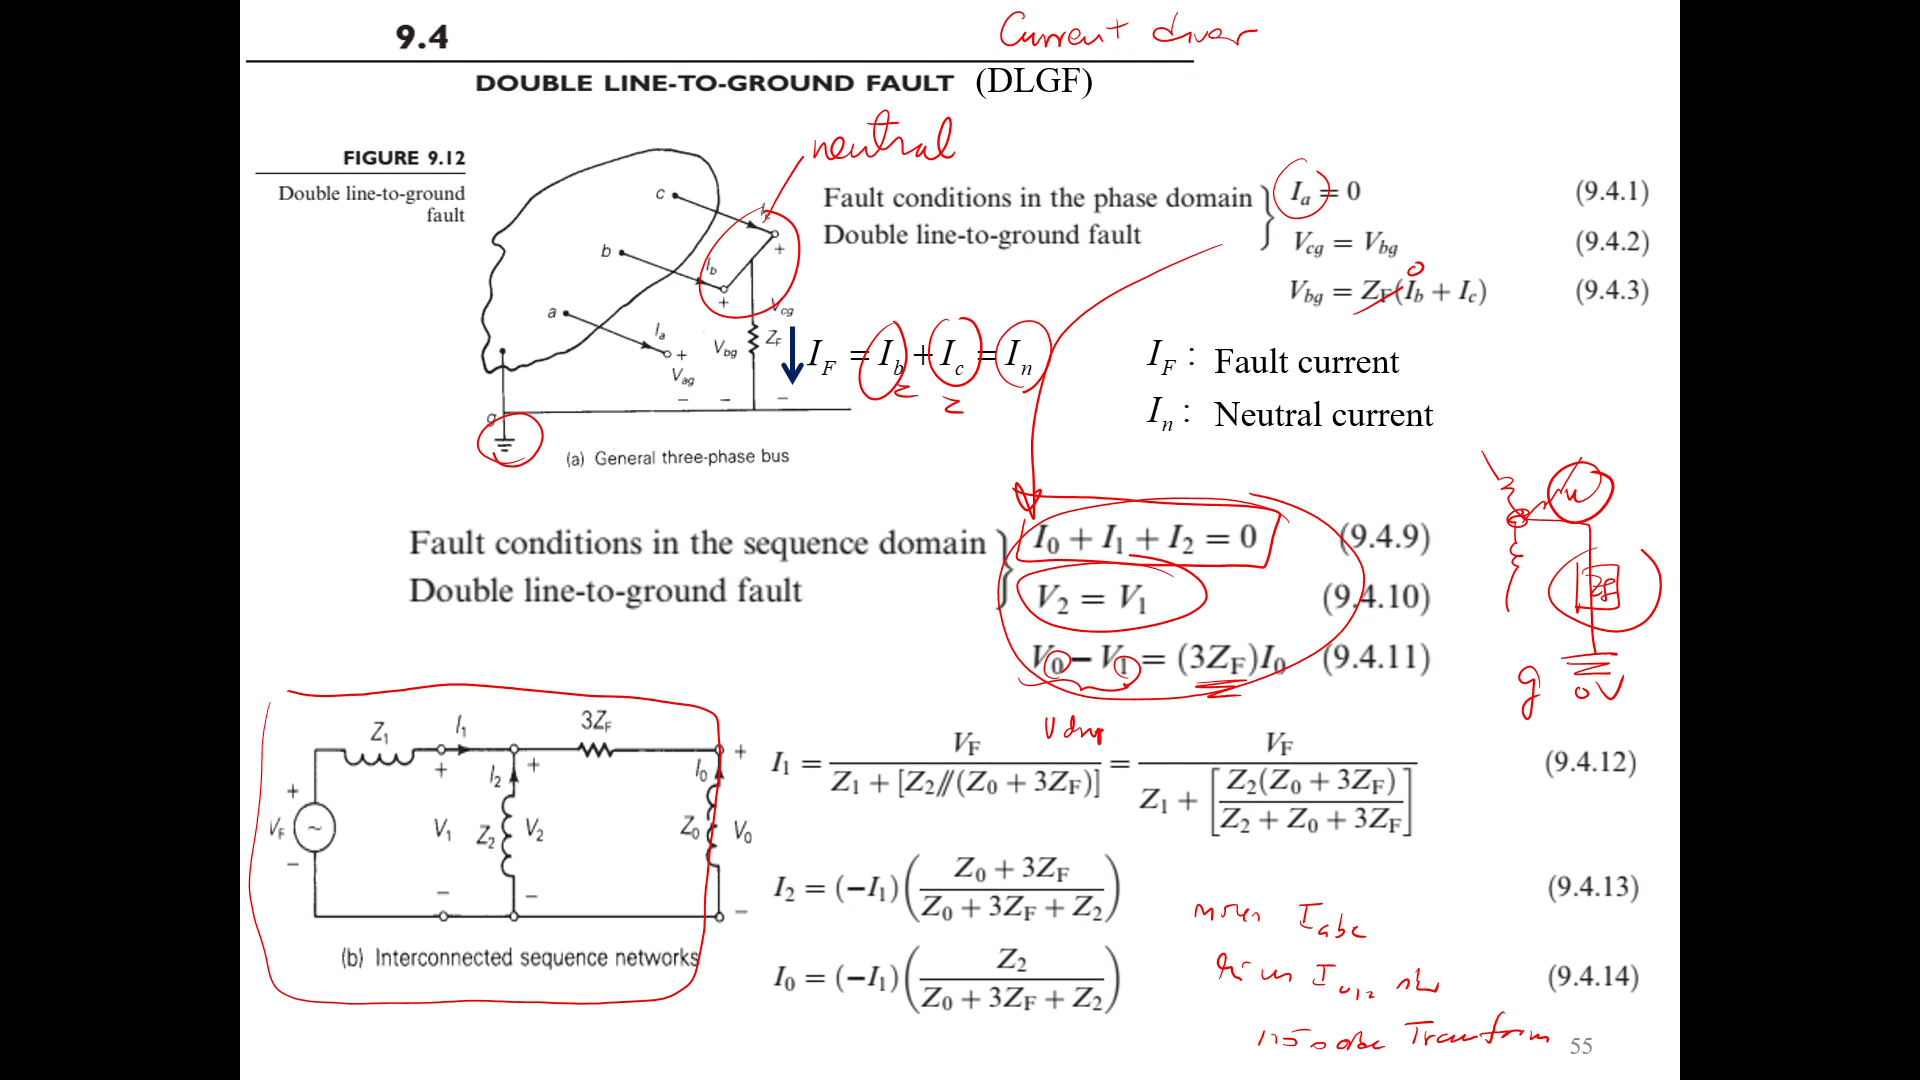 9.4
Current
DOUBLE LINE-TO-GROUND FAULT (DLGF)
neutral
FIGURE 9.12
Double line-to-ground
fault
c
I_c
+
b
I_b
+
a
I_a
+
V_ag
V_bg
V_cg
Z_F
g
(a) General three-phase bus
Fault conditions in the phase domain
Double line-to-ground fault
I_a = 0 (9.4.1)
V_cg = V_bg (9.4.2)
0
V_bg = Z_F(I_b + I_c) (9.4.3)
I_F = I_b + I_c = I_n
I_F : Fault current
I_n : Neutral current
Fault conditions in the sequence domain
Double line-to-ground fault
I_0 + I_1 + I_2 = 0 (9.4.9)
V_2 = V_1 (9.4.10)
V_0 − V_1 = (3Z_F)I_0 (9.4.11)
Z_F
g 0V
Z_1 I_1 3Z_F
+ + + I_2 I_0
V_F ~ V_1 Z_2 V_2 Z_0 V_0
− − − −
(b) Interconnected sequence networks
I_1 = V_F / (Z_1 + [Z_2//(Z_0 + 3Z_F)]) = V_F / (Z_1 + [Z_2(Z_0 + 3Z_F) / (Z_2 + Z_0 + 3Z_F)]) (9.4.12)
I_2 = (−I_1)((Z_0 + 3Z_F) / (Z_0 + 3Z_F + Z_2)) (9.4.13)
I_0 = (−I_1)(Z_2 / (Z_0 + 3Z_F + Z_2)) (9.4.14)
I_abc
I_012
Transform
55